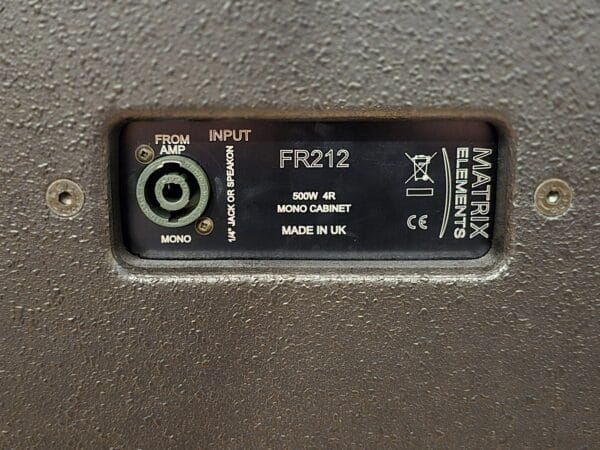 FROM
AMP
INPUT
1/4" JACK OR SPEAKON
MONO
FR212
500W 4R
MONO CABINET
MADE IN UK
CE
MATRIX
ELEMENTS